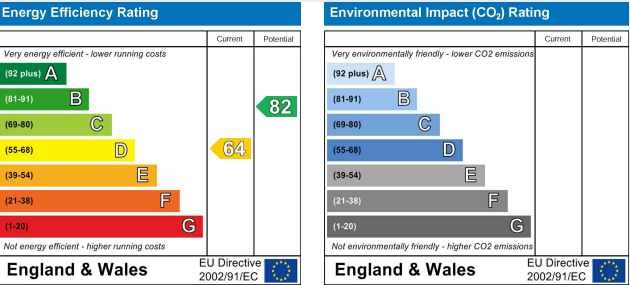 Energy Efficiency Rating
Current Potential
Very energy efficient - lower running costs
(92 plus) A
(81-91) B
82
(69-80) C
(55-68) D
64
(39-54) E
(21-38) F
(1-20) G
Not energy efficient - higher running costs
England & Wales
EU Directive
2002/91/EC
Environmental Impact (CO₂) Rating
Current Potential
Very environmentally friendly - lower CO2 emissions
(92 plus) A
(81-91) B
(69-80) C
(55-68) D
(39-54) E
(21-38) F
(1-20) G
Not environmentally friendly - higher CO2 emissions
England & Wales
EU Directive
2002/91/EC